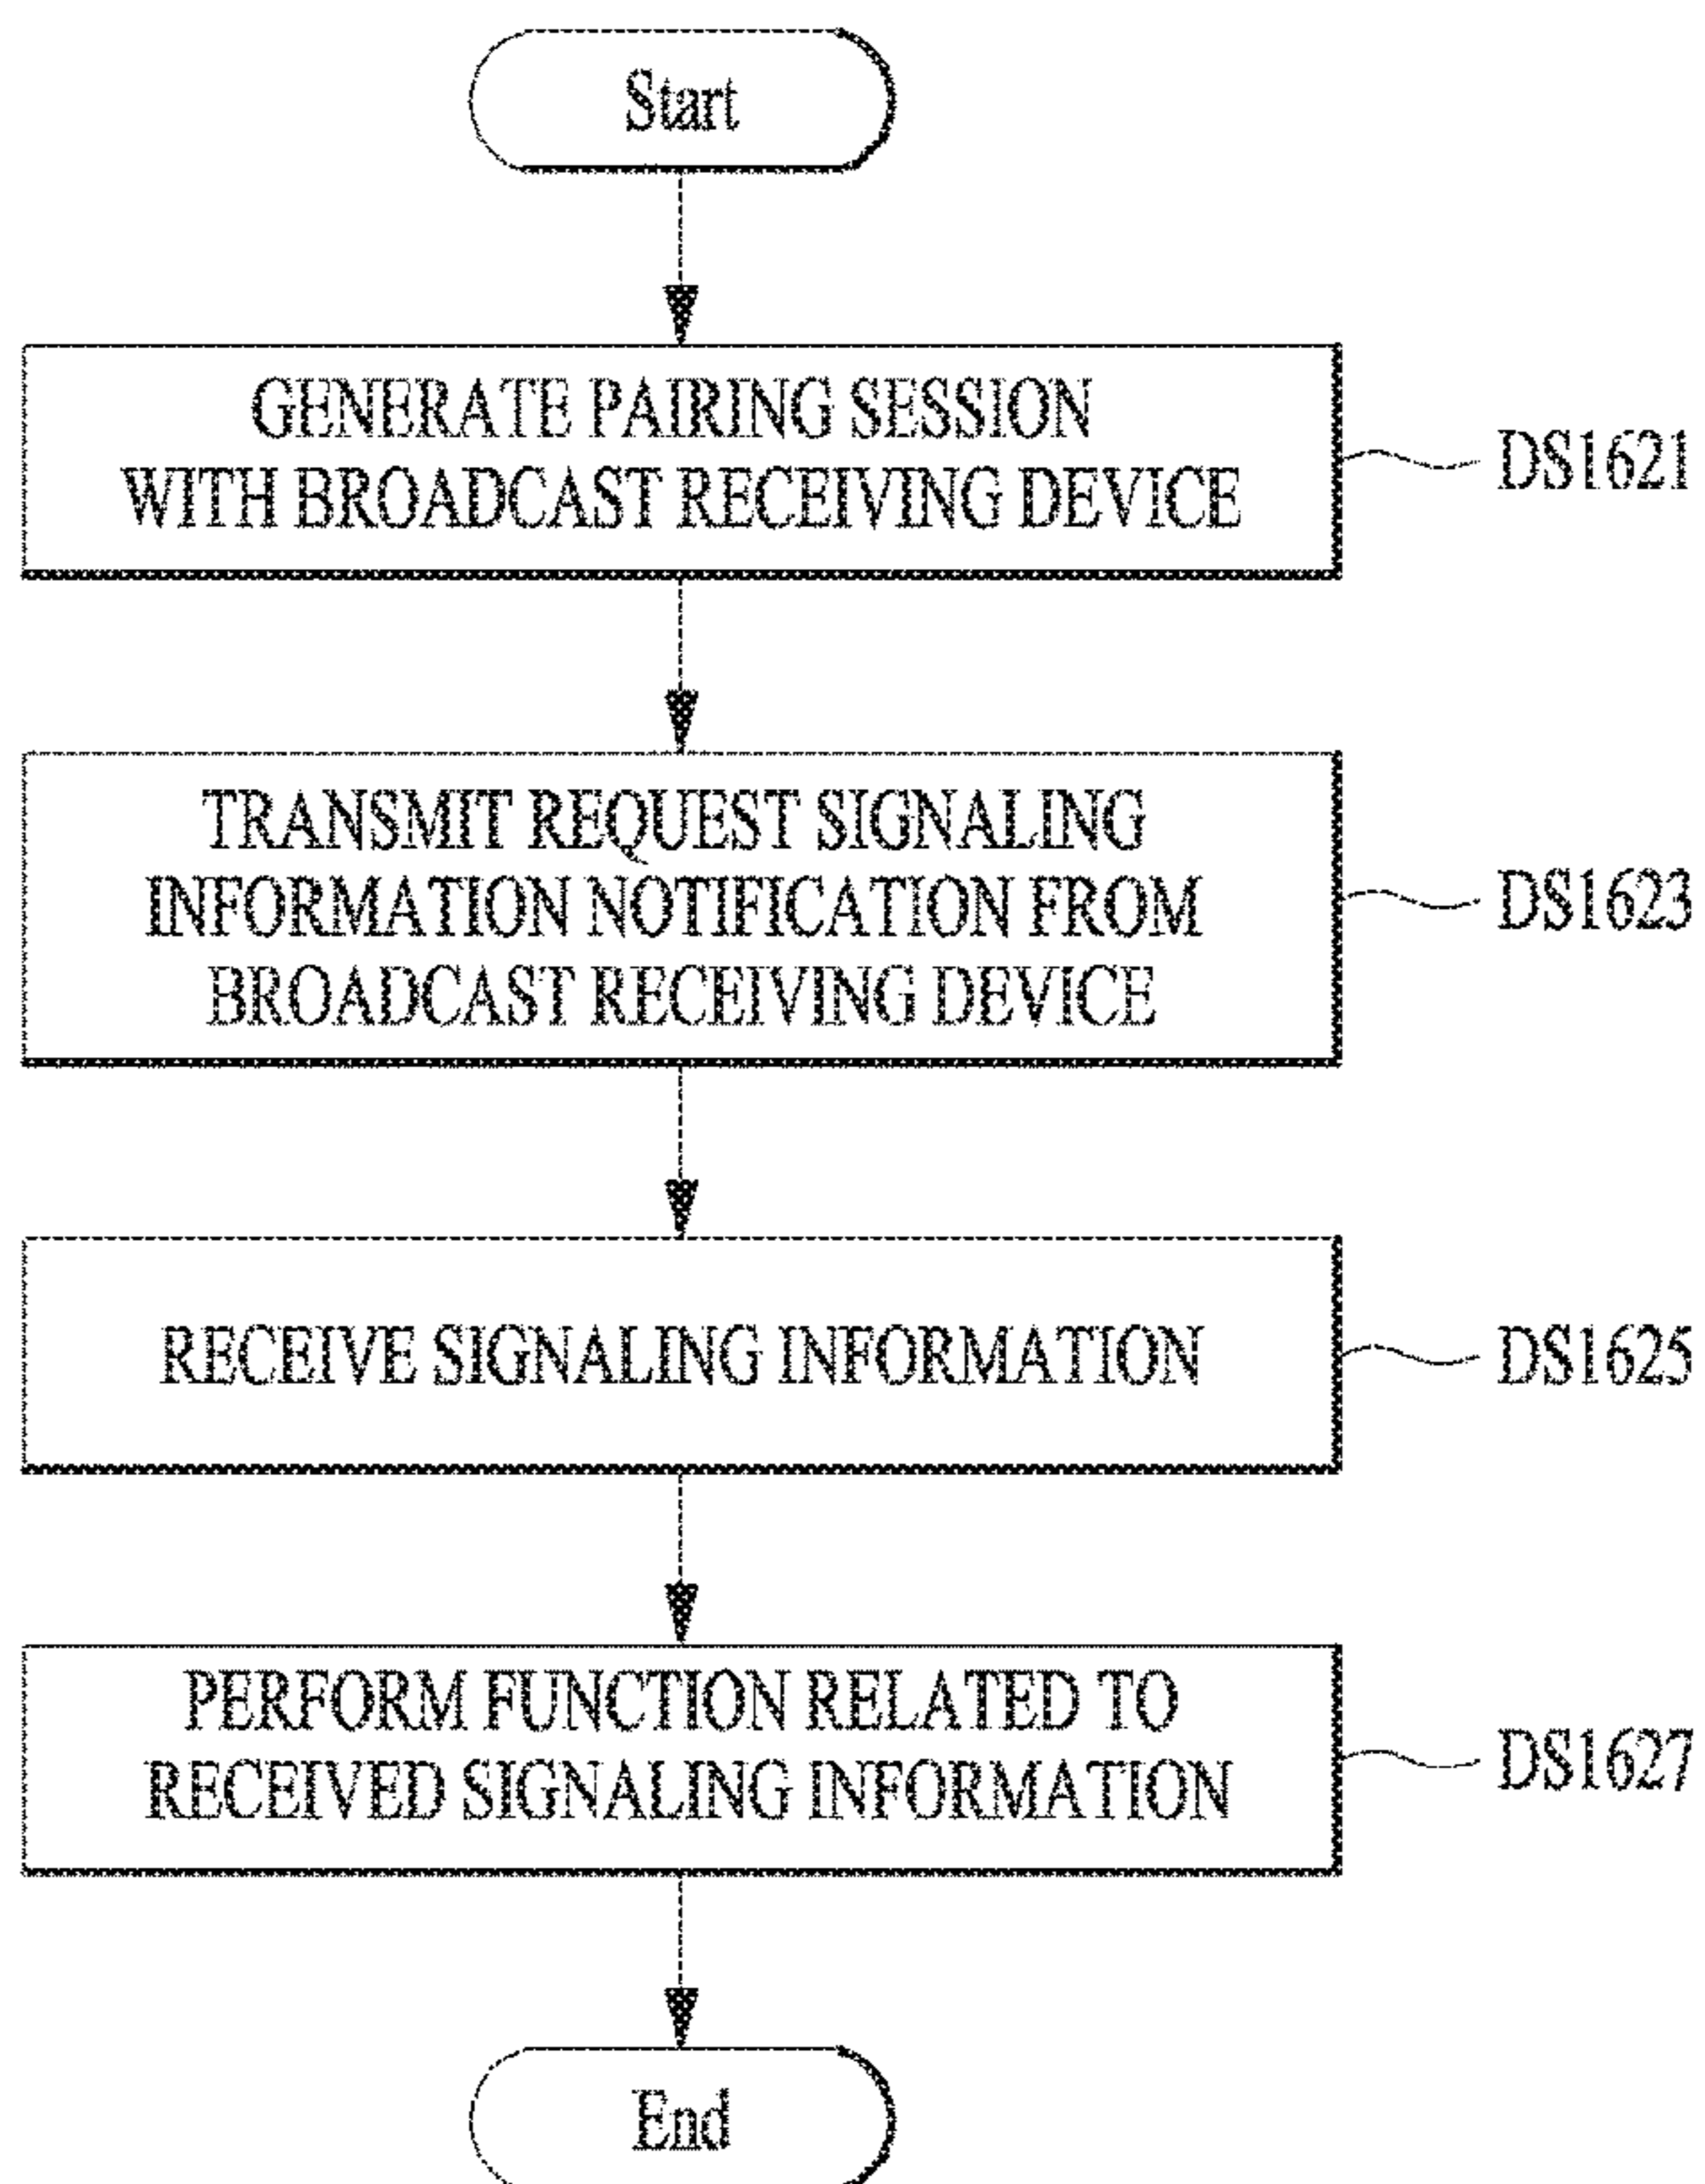 Start
GENERATE PAIRING SESSION
WITH BROADCAST RECEIVING DEVICE
DS1621
TRANSMIT REQUEST SIGNALING
INFORMATION NOTIFICATION FROM
BROADCAST RECEIVING DEVICE
DS1623
RECEIVE SIGNALING INFORMATION
DS1625
PERFORM FUNCTION RELATED TO
RECEIVED SIGNALING INFORMATION
DS1627
End